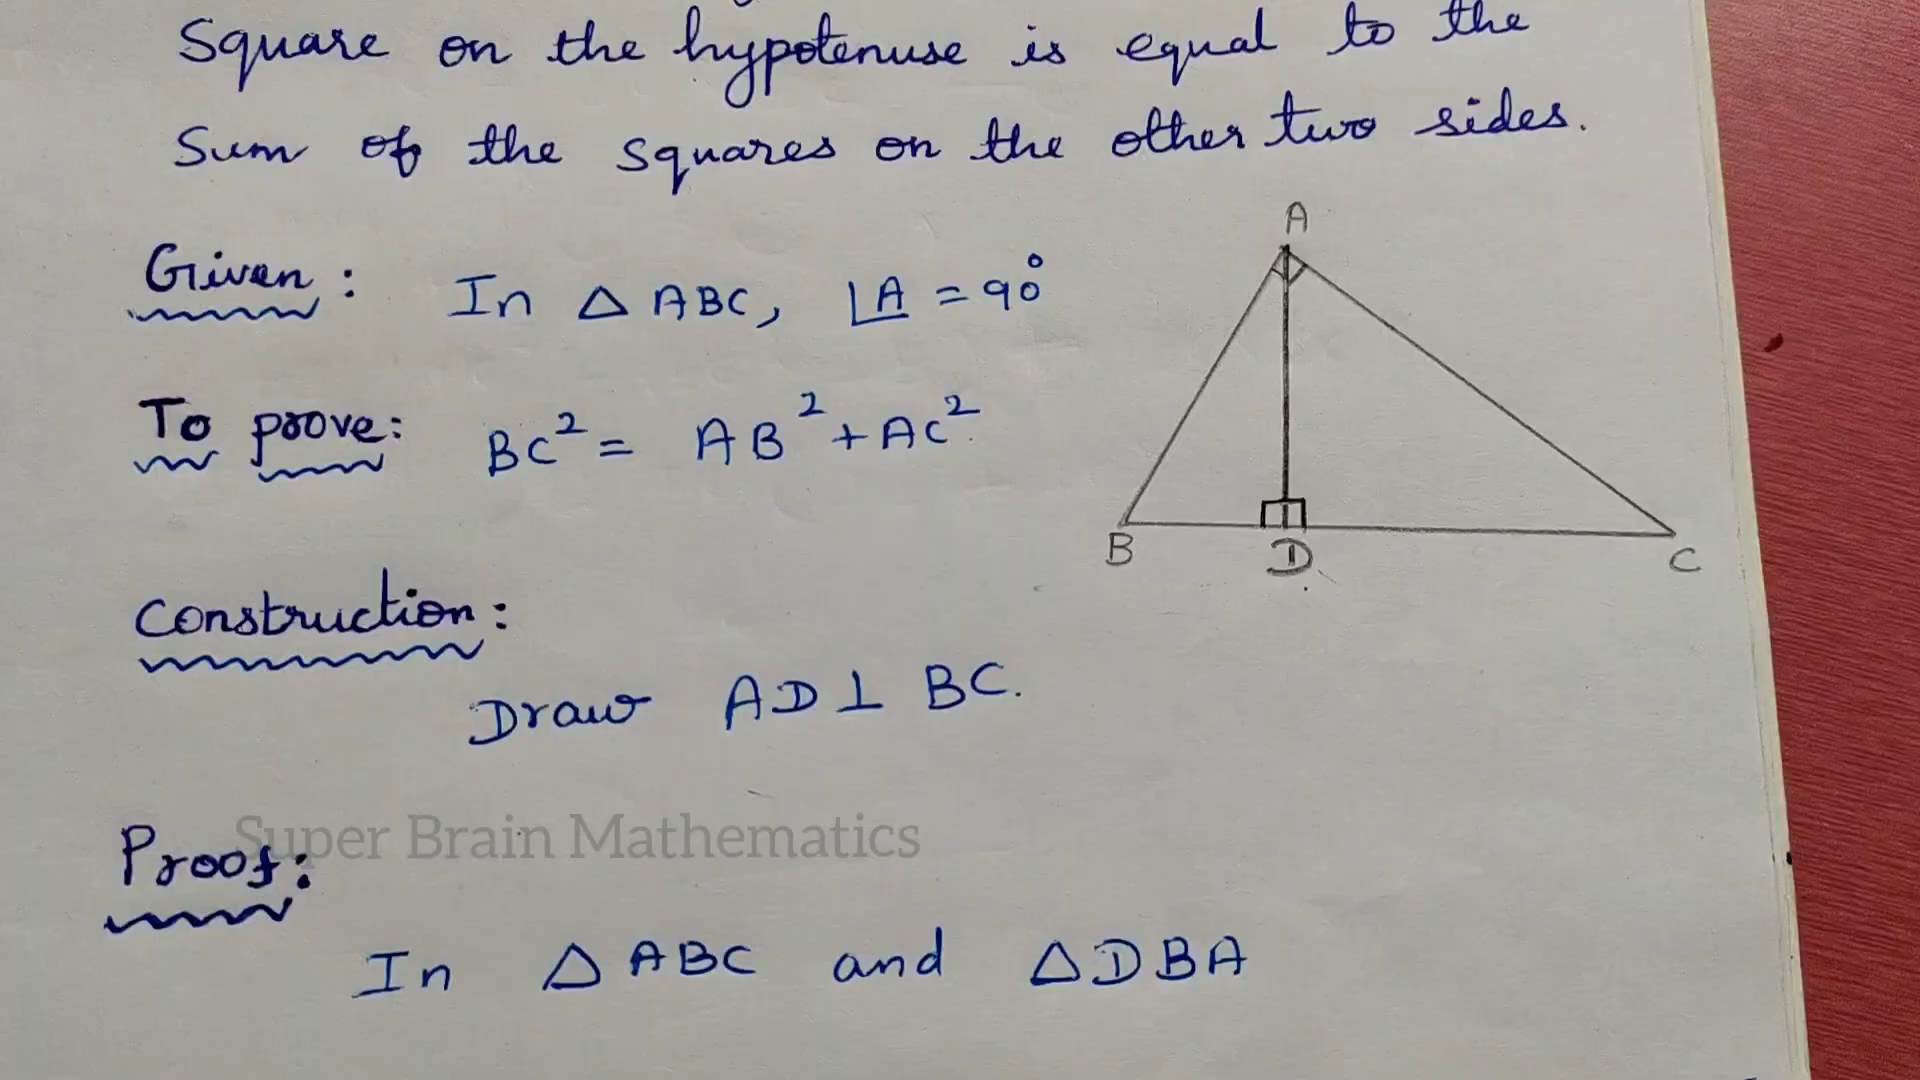 Square on the hypotenuse is equal to the
Sum of the squares on the other two sides.
Given: In △ ABC, ∠A = 90°
To prove: BC² = AB² + AC²
A
B
D
C
Construction:
Draw AD ⊥ BC.
Super Brain Mathematics
Proof:
In △ ABC and △DBA